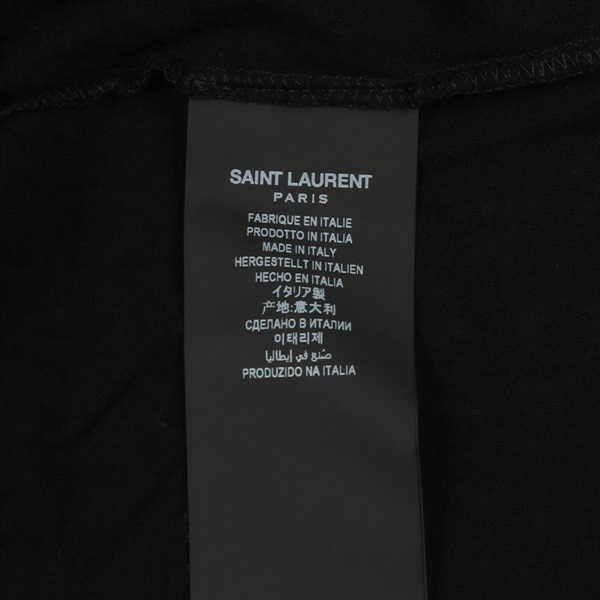 SAINT LAURENT
PARIS
FABRIQUE EN ITALIE
PRODOTTO IN ITALIA
MADE IN ITALY
HERGESTELLT IN ITALIEN
HECHO EN ITALIA
イタリア製
产地:意大利
СДЕЛАНО В ИТАЛИИ
이태리제
صنع في إيطاليا
PRODUZIDO NA ITALIA